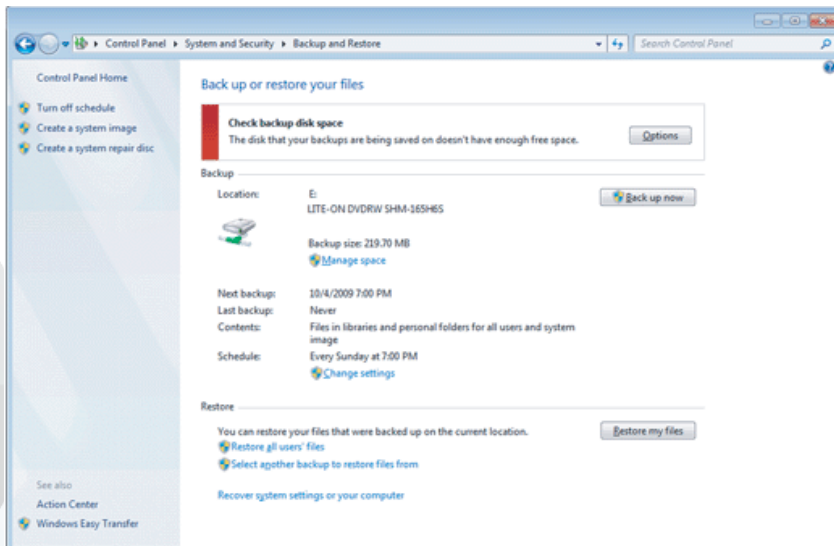 Control Panel ▸ System and Security ▸ Backup and Restore
Search Control Panel
Control Panel Home
Turn off schedule
Create a system image
Create a system repair disc
Back up or restore your files
Check backup disk space
The disk that your backups are being saved on doesn't have enough free space.
Options
Backup
Location:
E:
LITE-ON DVDRW SHM-165H6S
Back up now
Backup size: 219.70 MB
Manage space
Next backup:
10/4/2009 7:00 PM
Last backup:
Never
Contents:
Files in libraries and personal folders for all users and system
image
Schedule:
Every Sunday at 7:00 PM
Change settings
Restore
You can restore your files that were backed up on the current location.
Restore my files
Restore all users' files
Select another backup to restore files from
Recover system settings or your computer
See also
Action Center
Windows Easy Transfer